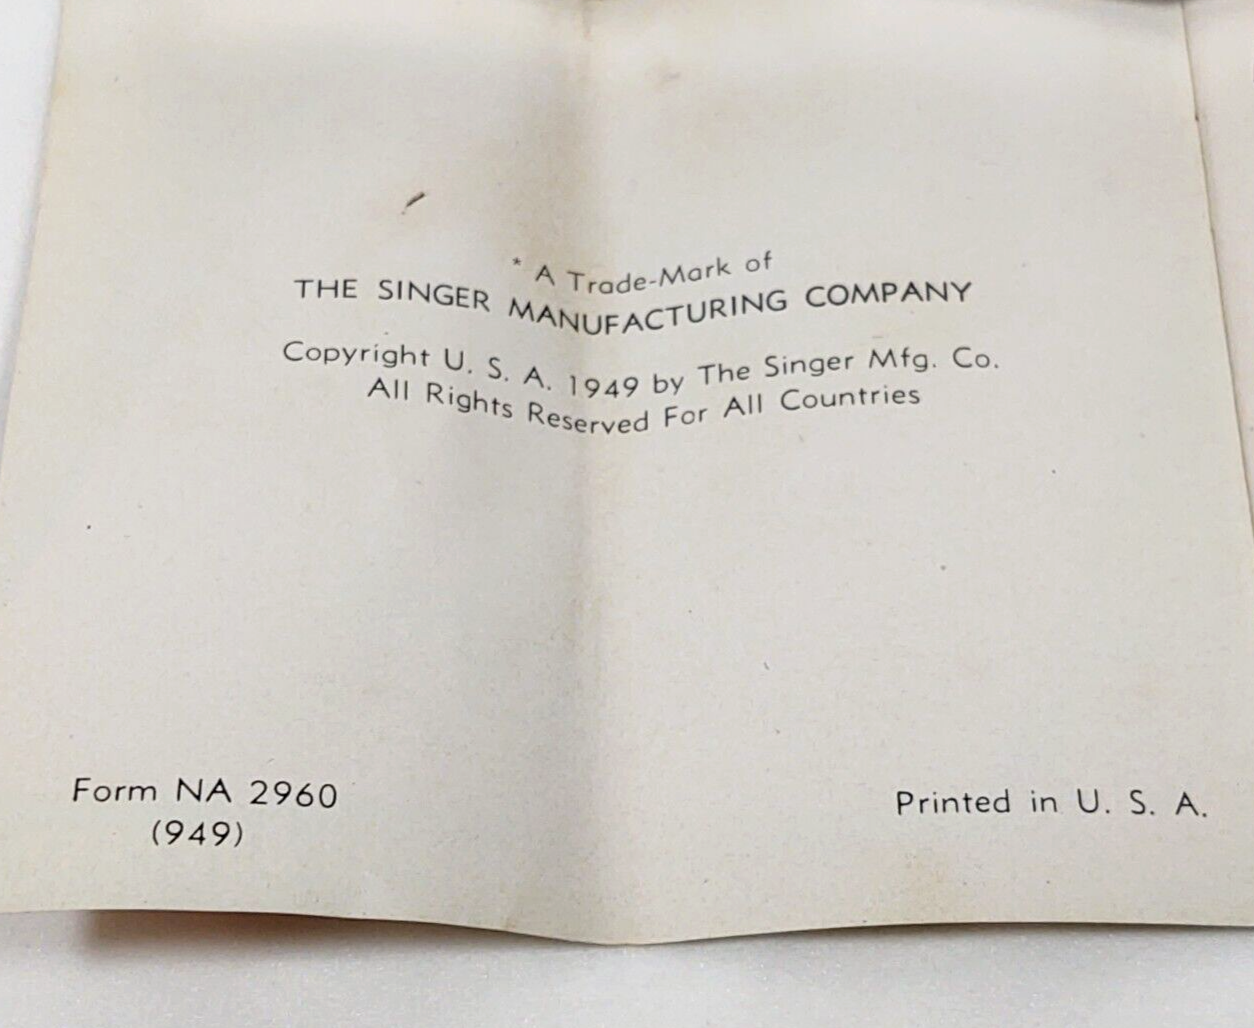 * A Trade-Mark of
THE SINGER MANUFACTURING COMPANY
Copyright U. S. A. 1949 by The Singer Mfg. Co.
All Rights Reserved For All Countries
Form NA 2960
(949)
Printed in U. S. A.